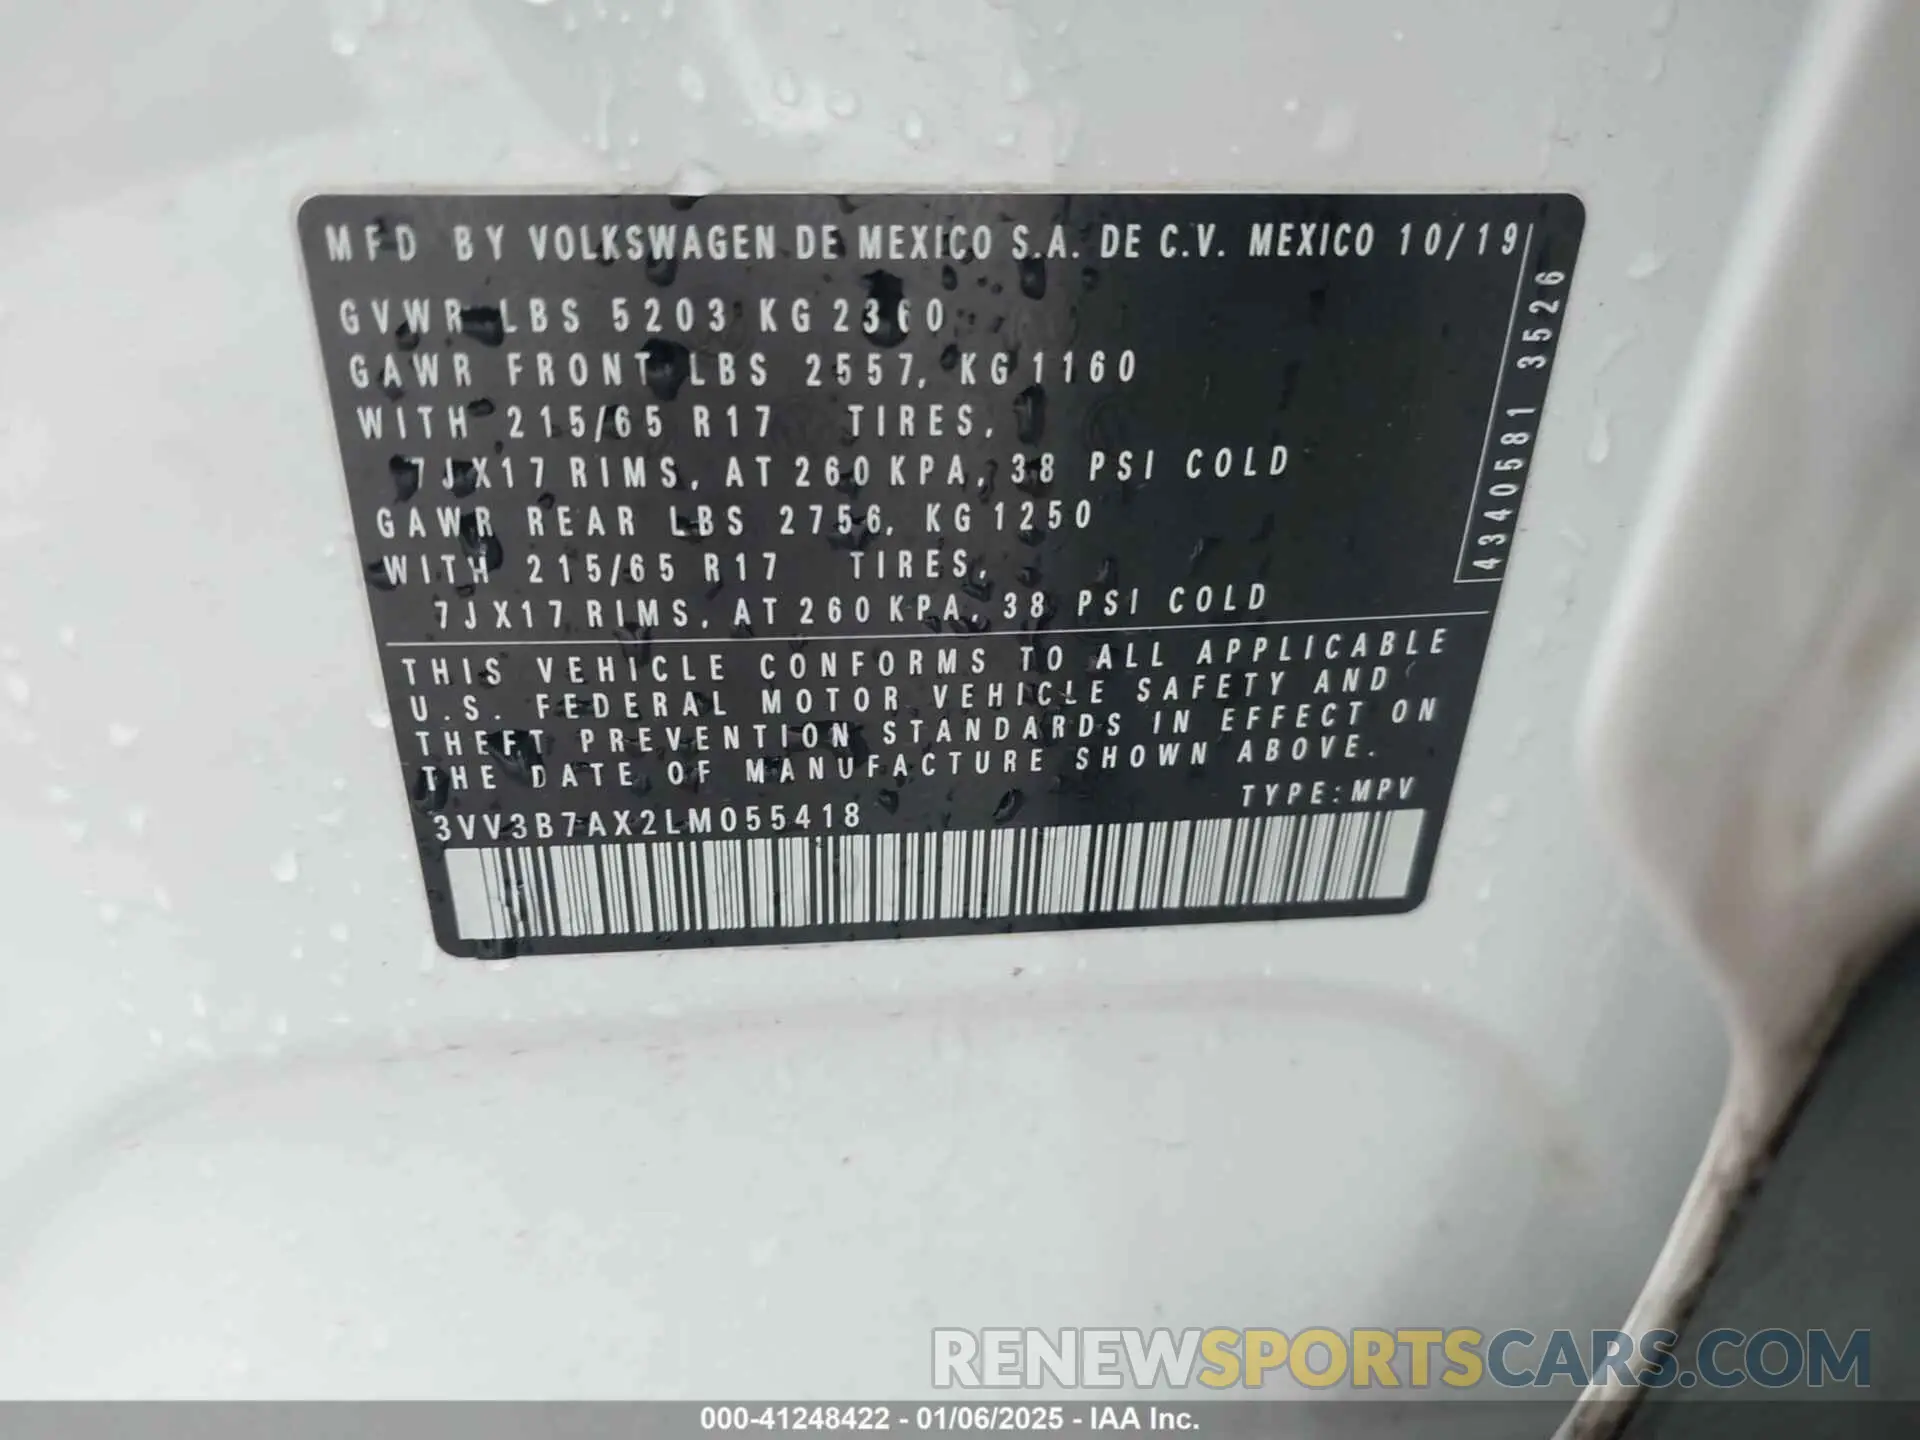 MFD BY VOLKSWAGEN DE MEXICO S.A. DE C.V. MEXICO 10/19
GVWR LBS 5203 KG 2360
GAWR FRONT LBS 2557, KG 1160
WITH 215/65 R17 TIRES,
7JX17 RIMS, AT 260 KPA, 38 PSI COLD
GAWR REAR LBS 2756, KG 1250
WITH 215/65 R17 TIRES,
7JX17 RIMS, AT 260 KPA, 38 PSI COLD
4340581 3526
THIS VEHICLE CONFORMS TO ALL APPLICABLE
U.S. FEDERAL MOTOR VEHICLE SAFETY AND
THEFT PREVENTION STANDARDS IN EFFECT ON
THE DATE OF MANUFACTURE SHOWN ABOVE.
3VV3B7AX2LM055418 TYPE:MPV
RENEWSPORTSCARS.COM
000-41248422 - 01/06/2025 - IAA Inc.